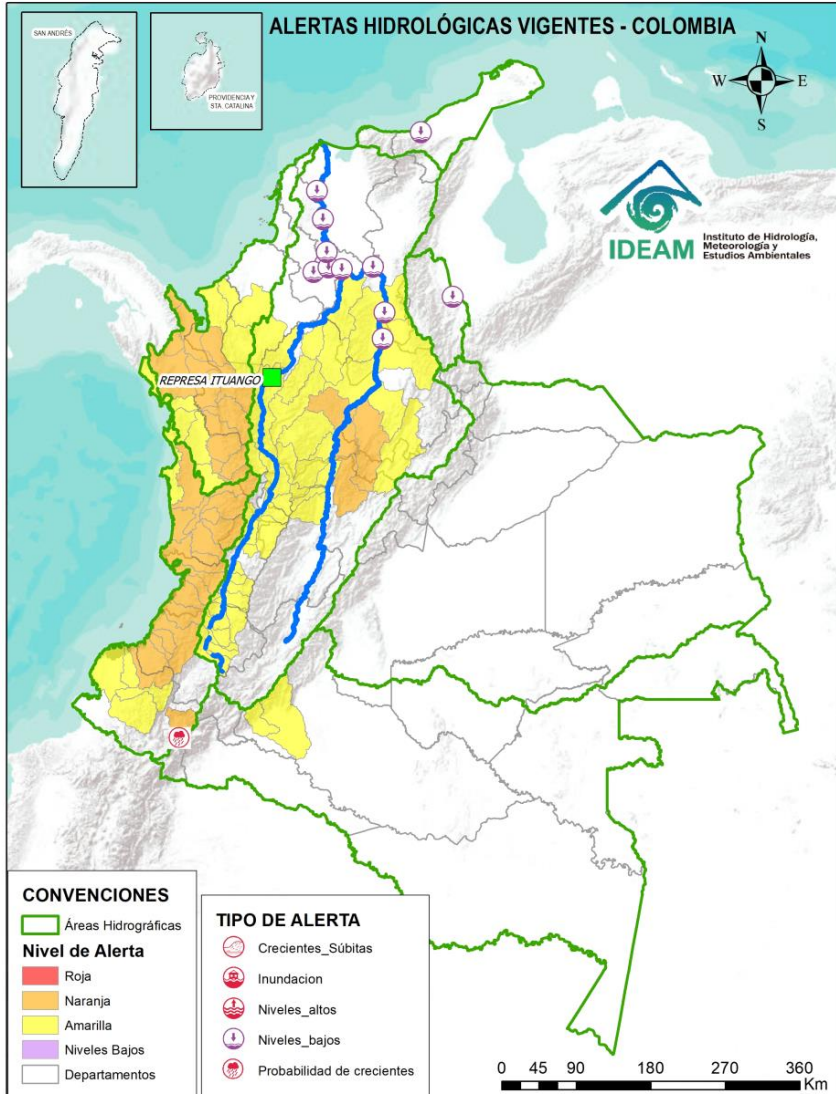 ALERTAS HIDROLÓGICAS VIGENTES - COLOMBIA
SAN ANDRÉS
PROVIDENCIA Y
STA. CATALINA
N
W
E
S
IDEAM
Instituto de Hidrología,
Meteorología y
Estudios Ambientales
REPRESA ITUANGO
CONVENCIONES
Áreas Hidrográficas
Nivel de Alerta
Roja
Naranja
Amarilla
Niveles Bajos
Departamentos
TIPO DE ALERTA
Crecientes_Súbitas
Inundacion
Niveles_altos
Niveles_bajos
Probabilidad de crecientes
0 45 90 180 270 360
Km